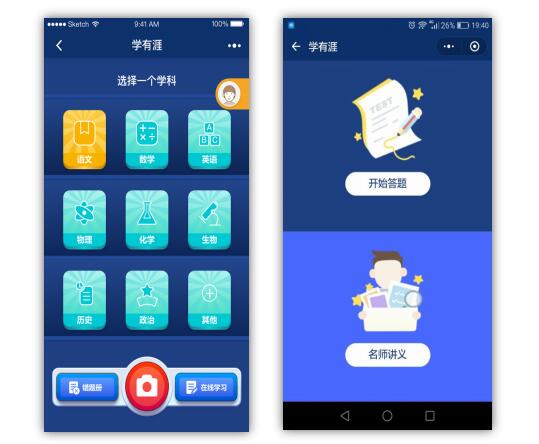 Sketch 9:41 AM 100%
学有涯
选择一个学科
语文 数学 英语
物理 化学 生物
历史 政治 其他
错题册 在线学习
4G 26% 19:40
学有涯
TEST
开始答题
名师讲义